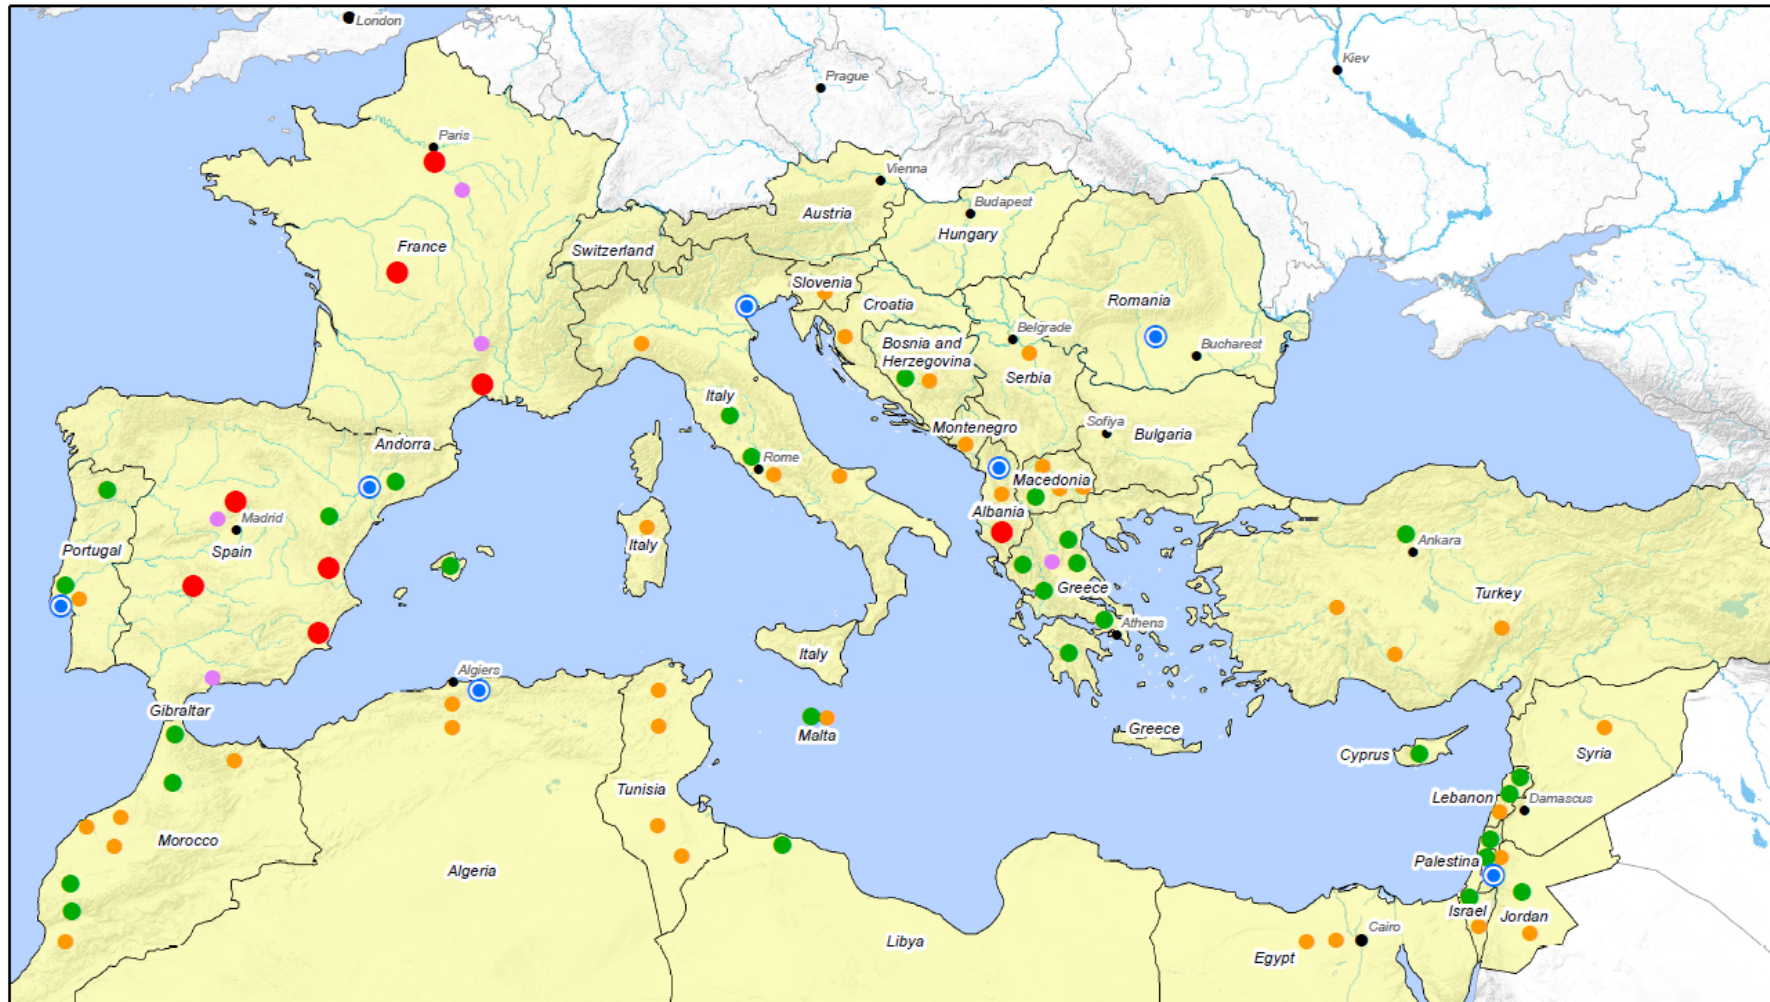 London
Kiev
Prague
Paris
Vienna
Budapest
Austria
Hungary
France
Switzerland
Slovenia
Croatia
Romania
Belgrade
Bucharest
Bosnia and
Herzegovina
Serbia
Italy
Sofiya
Montenegro
Bulgaria
Andorra
Rome
Macedonia
Albania
Madrid
Portugal
Spain
Italy
Ankara
Greece
Turkey
Athens
Italy
Algiers
Gibraltar
Malta
Greece
Cyprus
Syria
Tunisia
Lebanon
Damascus
Morocco
Palestina
Algeria
Israel
Jordan
Libya
Cairo
Egypt